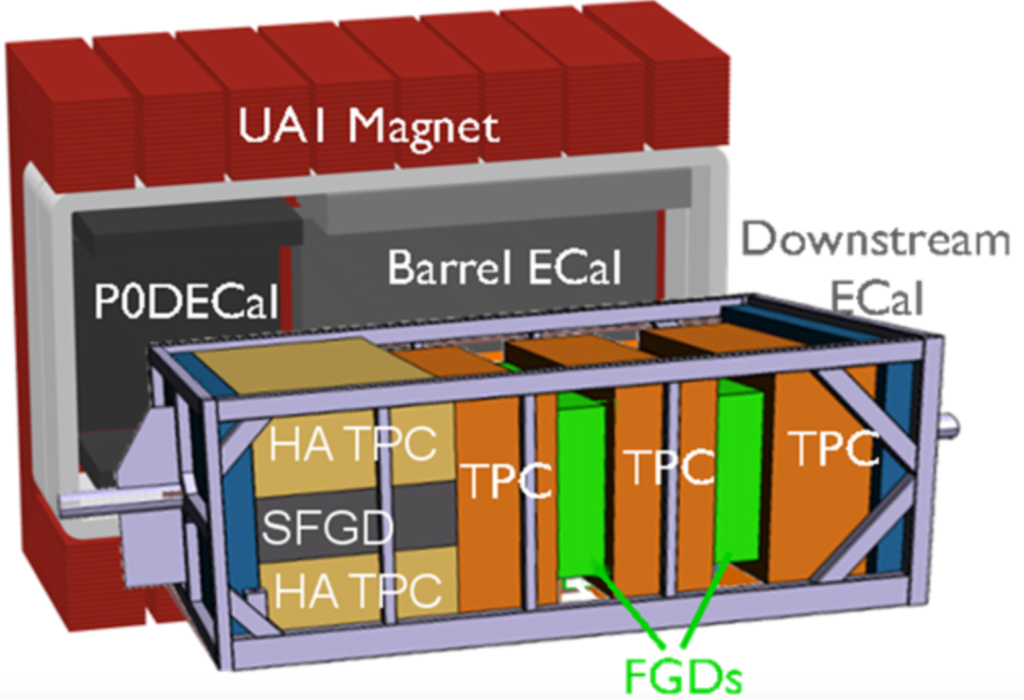 UA1 Magnet
Downstream
ECal
Barrel ECal
P0DECal
HA TPC
TPC
TPC
TPC
SFGD
HA TPC
FGDs